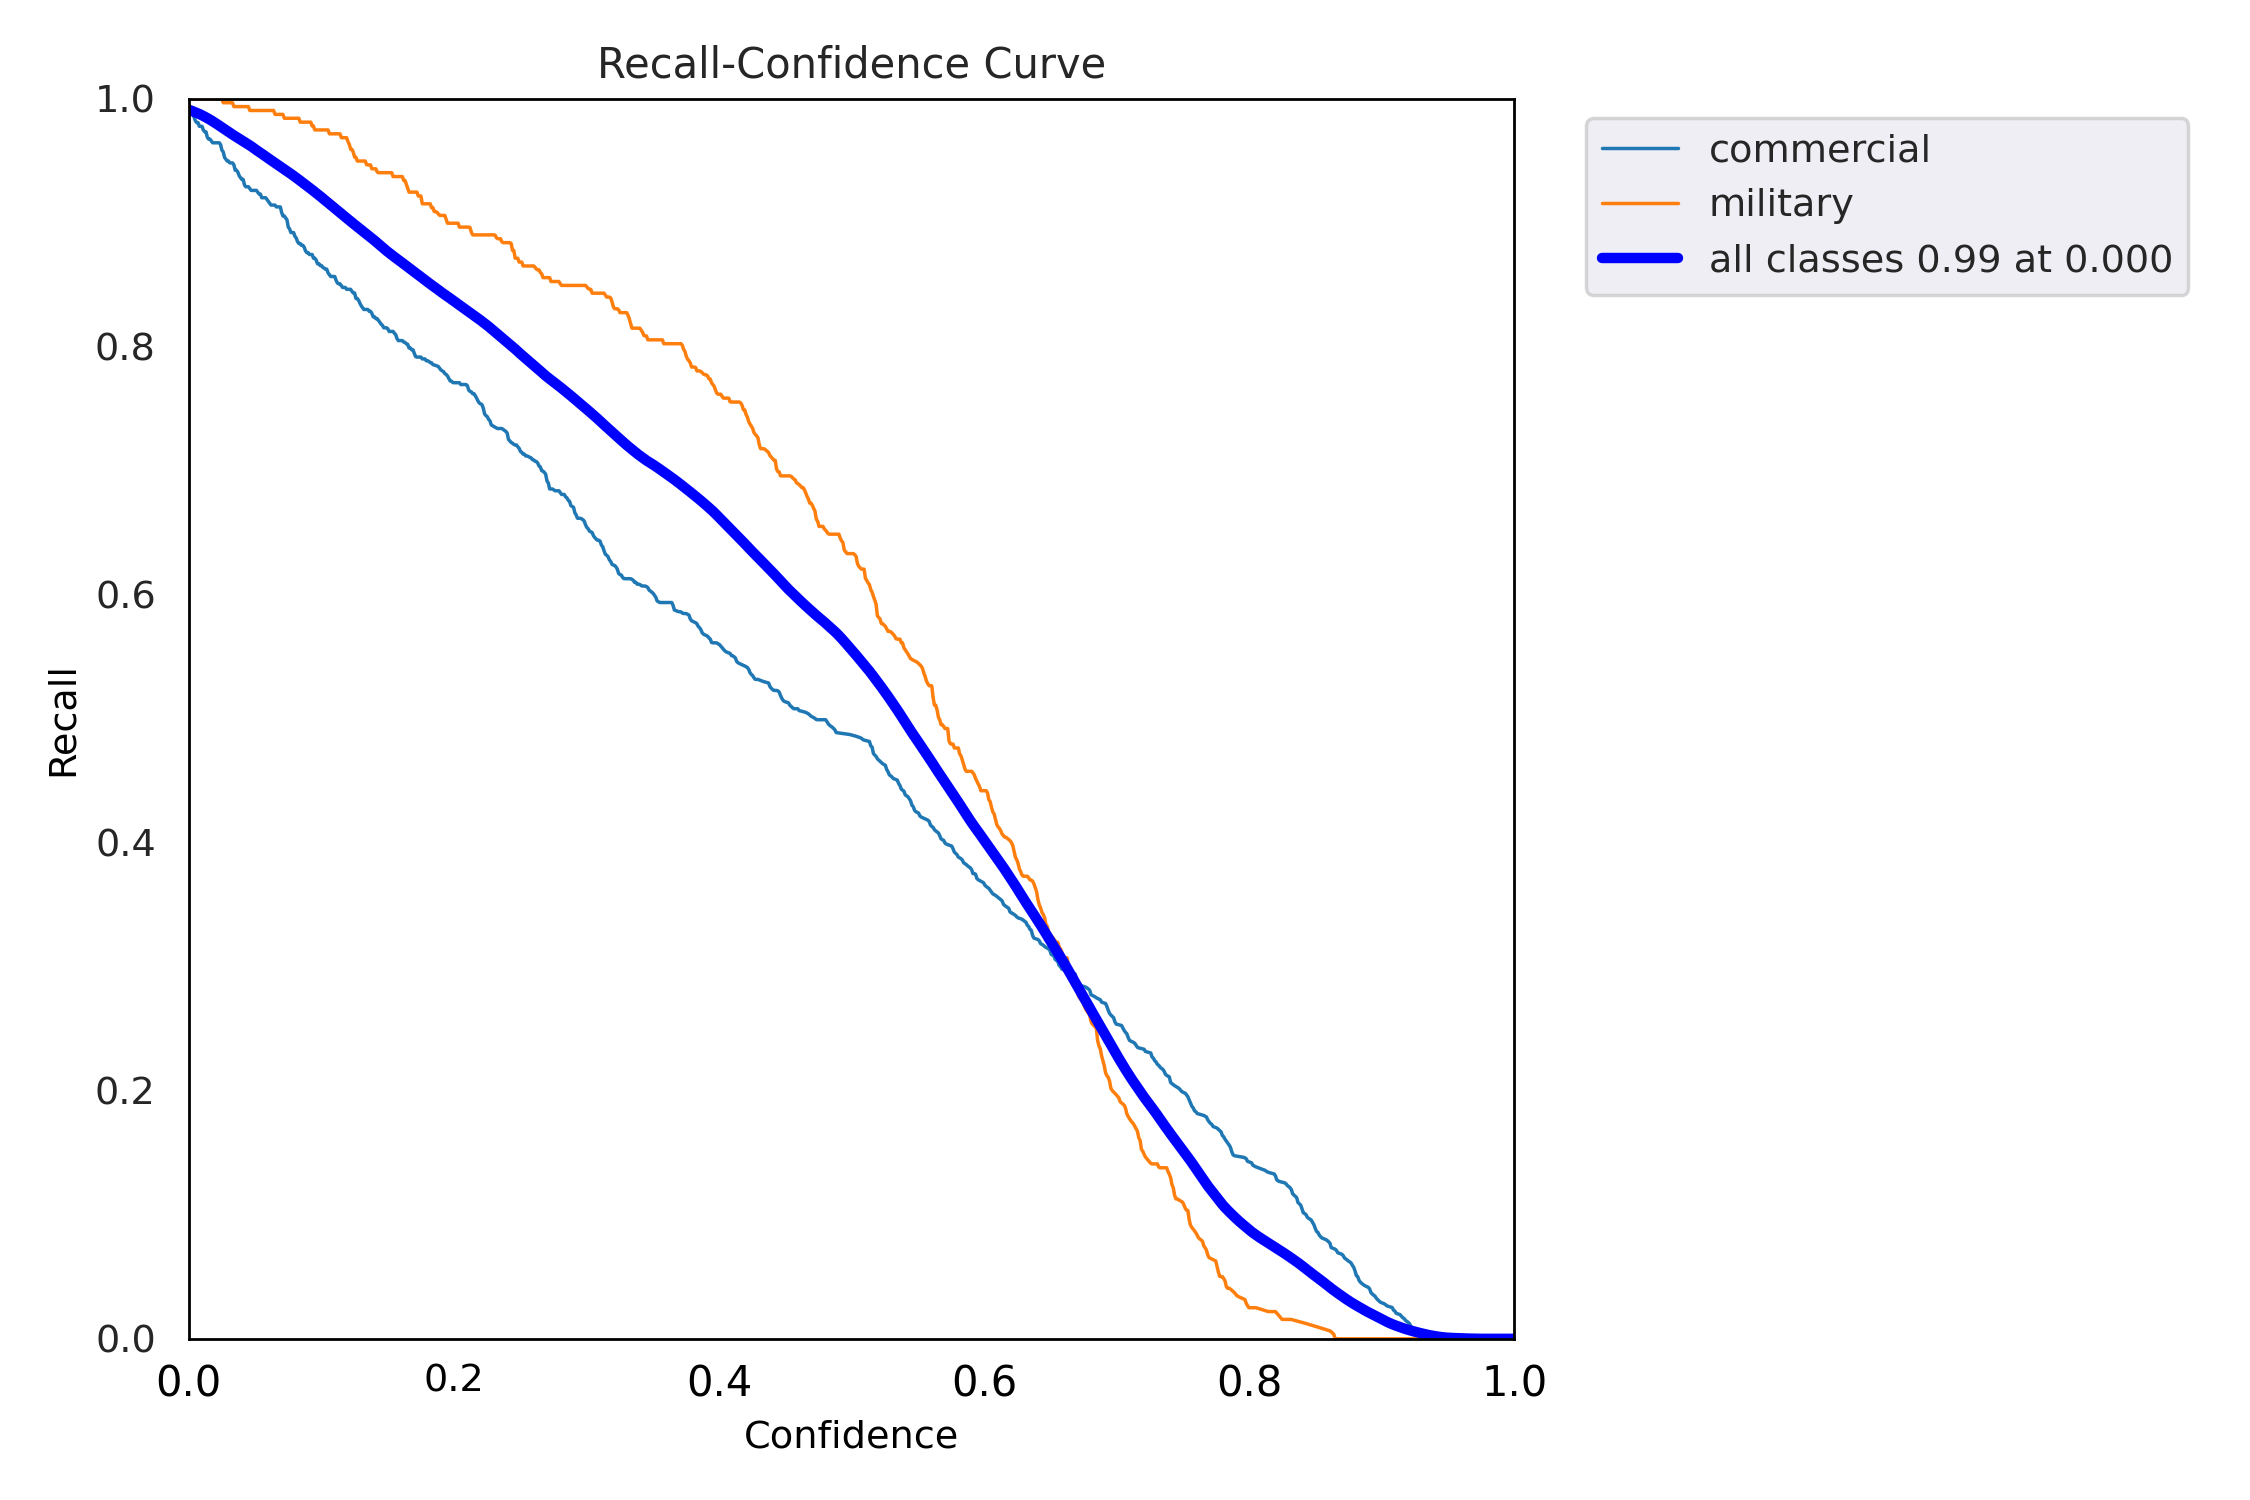 Recall-Confidence Curve
1.0
0.8
0.6
0.4
0.2
0.0
Recall
0.0 0.2 0.4 0.6 0.8 1.0
Confidence
commercial
military
all classes 0.99 at 0.000